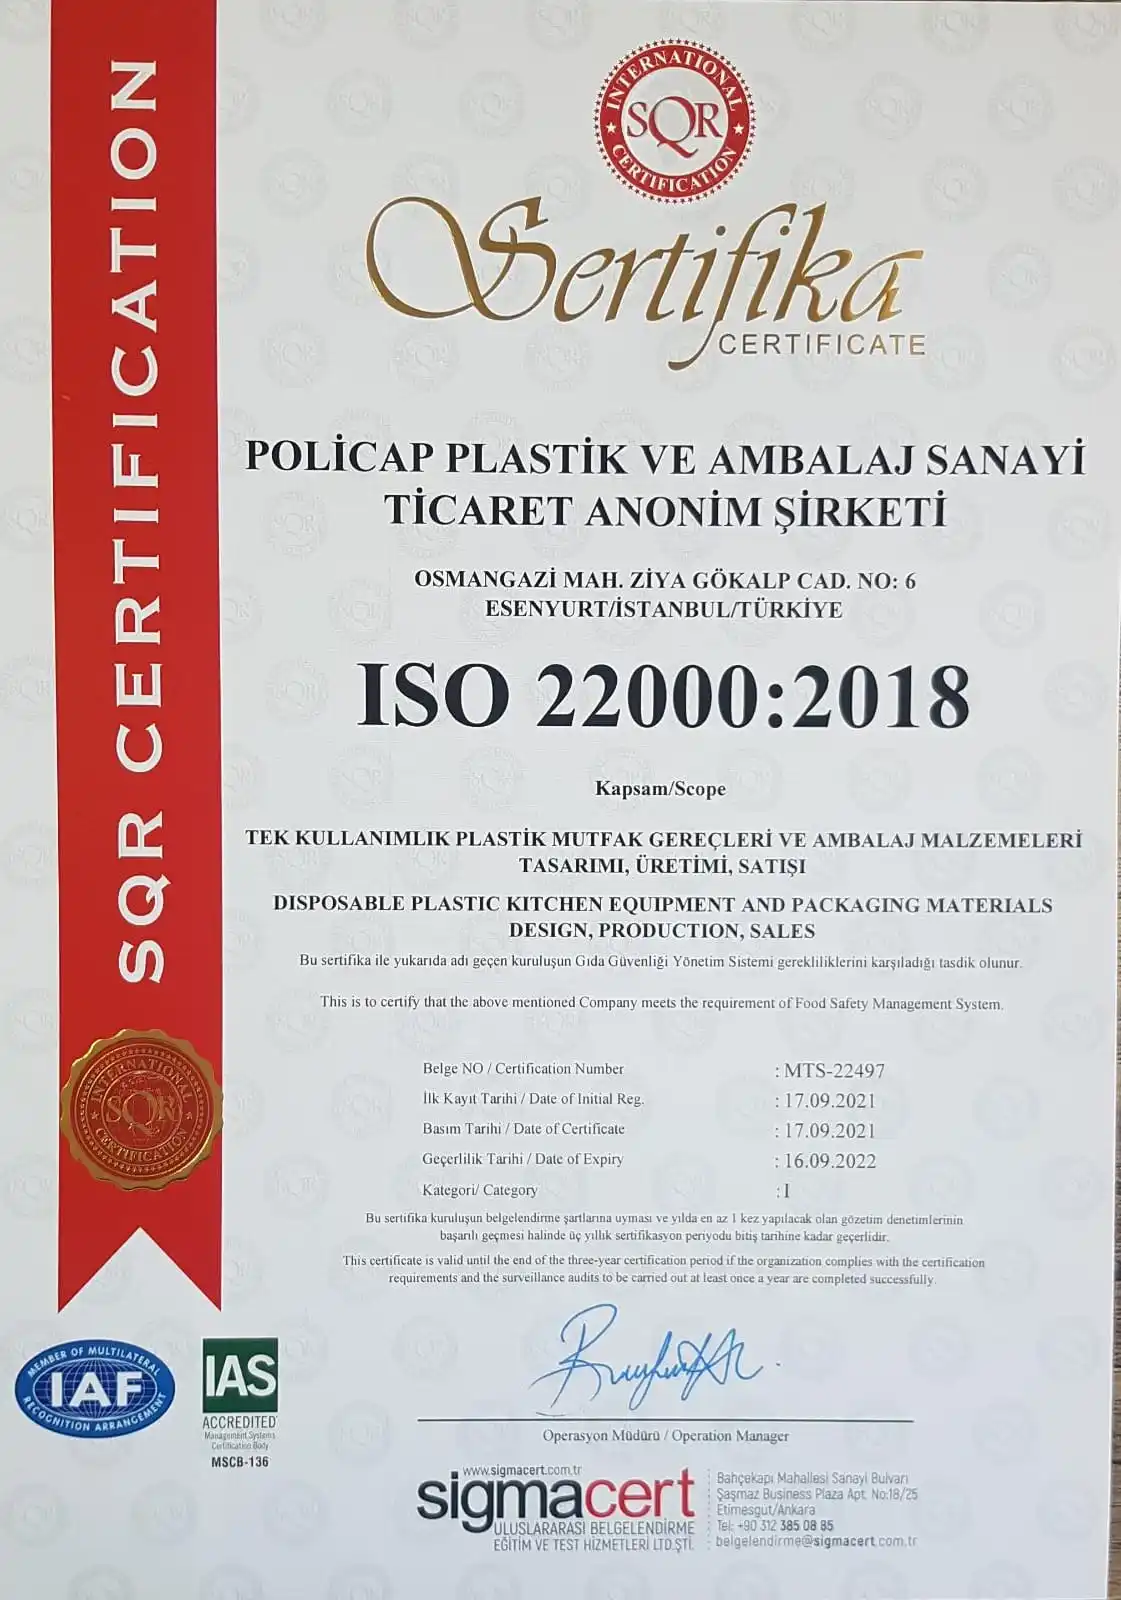 INTERNATIONAL
SQR
CERTIFICATION
SQR CERTIFICATION
Sertifika
CERTIFICATE
POLİCAP PLASTİK VE AMBALAJ SANAYİ
TİCARET ANONİM ŞİRKETİ
OSMANGAZİ MAH. ZİYA GÖKALP CAD. NO: 6
ESENYURT/İSTANBUL/TÜRKİYE
ISO 22000:2018
Kapsam/Scope
TEK KULLANIMLIK PLASTİK MUTFAK GEREÇLERİ VE AMBALAJ MALZEMELERİ
TASARIMI, ÜRETİMİ, SATIŞI
DISPOSABLE PLASTIC KITCHEN EQUIPMENT AND PACKAGING MATERIALS
DESIGN, PRODUCTION, SALES
Bu sertifika ile yukarıda adı geçen kuruluşun Gıda Güvenliği Yönetim Sistemi gerekliliklerini karşıladığı tasdik olunur.
This is to certify that the above mentioned Company meets the requirement of Food Safety Management System.
Belge NO / Certification Number : MTS-22497
İlk Kayıt Tarihi / Date of Initial Reg. : 17.09.2021
Basım Tarihi / Date of Certificate : 17.09.2021
Geçerlilik Tarihi / Date of Expiry : 16.09.2022
Kategori/ Category : I
Bu sertifika kuruluşun belgelendirme şartlarına uyması ve yılda en az 1 kez yapılacak olan gözetim denetimlerinin
başarılı geçmesi halinde üç yıllık sertifikasyon periyodu bitiş tarihine kadar geçerlidir.
This certificate is valid until the end of the three-year certification period if the organization complies with the certification
requirements and the surveillance audits to be carried out at least once a year are completed successfully.
INTERNATIONAL
SQR
CERTIFICATION
MEMBER OF MULTILATERAL
IAF
RECOGNITION ARRANGEMENT
IAS
ACCREDITED
Management Systems
Certification Body
MSCB-136
Operasyon Müdürü / Operation Manager
www.sigmacert.com.tr
sigmacert
ULUSLARARASI BELGELENDİRME
EĞİTİM VE TEST HİZMETLERİ LTD.ŞTİ.
Bahçekapı Mahallesi Sanayi Bulvarı
Şaşmaz Business Plaza Apt. No:18/25
Etimesgut/Ankara
Tel: +90 312 385 08 85
belgelendirme@sigmacert.com.tr